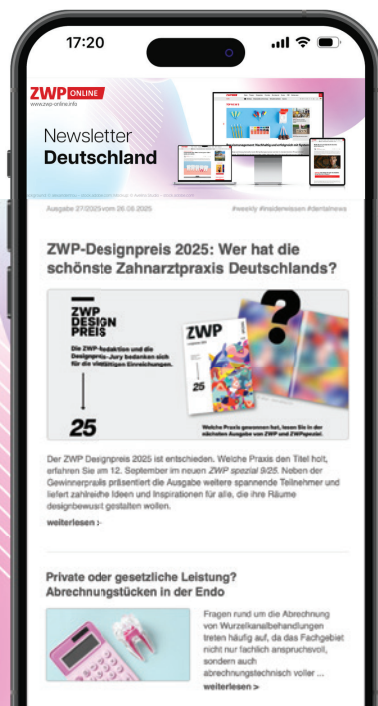 17:20
ZWP ONLINE
www.zwp-online.info
Newsletter
Deutschland
Ausgabe 27/2025 vom 26.08.2025 #weekly #insiderwissen #dentalnews
ZWP-Designpreis 2025: Wer hat die
schönste Zahnarztpraxis Deutschlands?
ZWP
DESIGN
PREIS
Die ZWP-Redaktion und die
Designpreis-Jury bedanken sich
für die vielfältigen Einreichungen.
25
ZWP
25
?
Welche Praxis gewonnen hat, lesen Sie in der
nächsten Ausgabe von ZWP und ZWPspezial.
Der ZWP Designpreis 2025 ist entschieden. Welche Praxis den Titel holt,
erfahren Sie am 12. September im neuen ZWP spezial 9/25. Neben der
Gewinnerpraxis präsentiert die Ausgabe weitere spannende Teilnehmer und
liefert zahlreiche Ideen und Inspirationen für alle, die ihre Räume
designbewusst gestalten wollen.
weiterlesen >
Private oder gesetzliche Leistung?
Abrechnungstücken in der Endo
Fragen rund um die Abrechnung
von Wurzelkanalbehandlungen
treten häufig auf, da das Fachgebiet
nicht nur fachlich anspruchsvoll,
sondern auch
abrechnungstechnisch voller ...
weiterlesen >